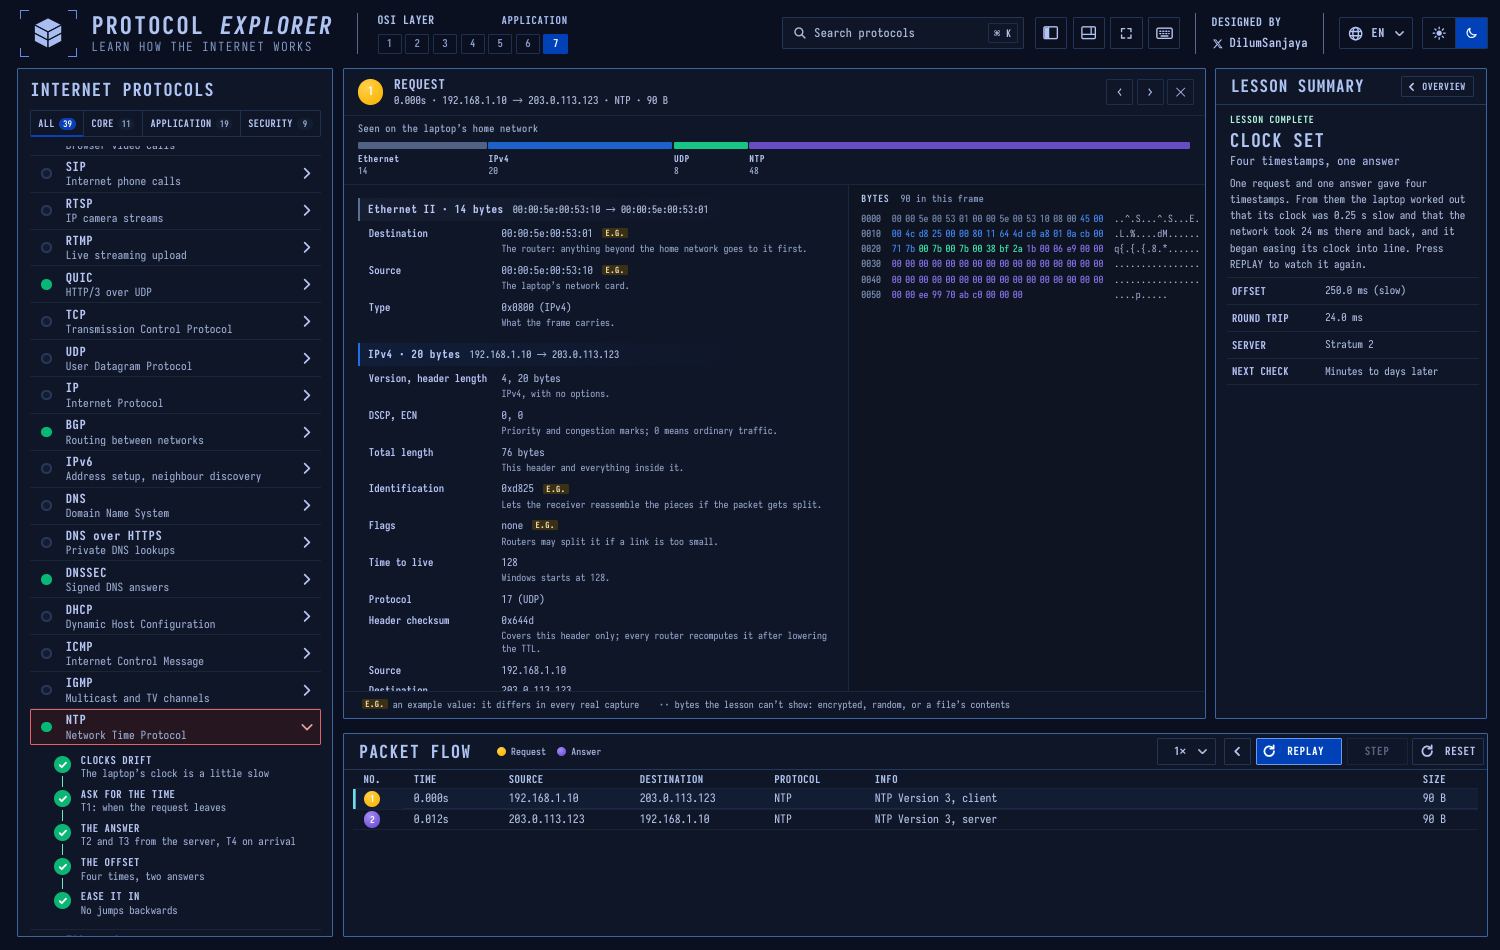 PROTOCOL EXPLORER
LEARN HOW THE INTERNET WORKS
OSI LAYER APPLICATION
1 2 3 4 5 6 7
Search protocols ⌘ K
DESIGNED BY
DilumSanjaya
EN
INTERNET PROTOCOLS
ALL 39 CORE 11 APPLICATION 19 SECURITY 9
Browser video calls
SIP
Internet phone calls
RTSP
IP camera streams
RTMP
Live streaming upload
QUIC
HTTP/3 over UDP
TCP
Transmission Control Protocol
UDP
User Datagram Protocol
IP
Internet Protocol
BGP
Routing between networks
IPv6
Address setup, neighbour discovery
DNS
Domain Name System
DNS over HTTPS
Private DNS lookups
DNSSEC
Signed DNS answers
DHCP
Dynamic Host Configuration
ICMP
Internet Control Message
IGMP
Multicast and TV channels
NTP
Network Time Protocol
CLOCKS DRIFT
The laptop's clock is a little slow
ASK FOR THE TIME
T1: when the request leaves
THE ANSWER
T2 and T3 from the server, T4 on arrival
THE OFFSET
Four times, two answers
EASE IT IN
No jumps backwards
1 REQUEST
0.000s · 192.168.1.10 → 203.0.113.123 · NTP · 90 B
Seen on the laptop's home network
Ethernet IPv4 UDP NTP
14 20 8 48
Ethernet II · 14 bytes 00:00:5e:00:53:10 → 00:00:5e:00:53:01
Destination 00:00:5e:00:53:01 E.G.
The router: anything beyond the home network goes to it first.
Source 00:00:5e:00:53:10 E.G.
The laptop's network card.
Type 0x0800 (IPv4)
What the frame carries.
IPv4 · 20 bytes 192.168.1.10 → 203.0.113.123
Version, header length 4, 20 bytes
IPv4, with no options.
DSCP, ECN 0, 0
Priority and congestion marks; 0 means ordinary traffic.
Total length 76 bytes
This header and everything inside it.
Identification 0xd825 E.G.
Lets the receiver reassemble the pieces if the packet gets split.
Flags none E.G.
Routers may split it if a link is too small.
Time to live 128
Windows starts at 128.
Protocol 17 (UDP)
Header checksum 0x644d
Covers this header only; every router recomputes it after lowering
the TTL.
Source 192.168.1.10
Destination 203.0.113.123
BYTES 90 in this frame
0000 00 00 5e 00 53 01 00 00 5e 00 53 10 08 00 45 00 ..^.S...^.S...E.
0010 00 4c d8 25 00 00 80 11 64 4d c0 a8 01 0a cb 00 .L.%....dM......
0020 71 7b 00 7b 00 7b 00 38 bf 2a 1b 00 06 e9 00 00 q{.{.{.8.*......
0030 00 00 00 00 00 00 00 00 00 00 00 00 00 00 00 00 ................
0040 00 00 00 00 00 00 00 00 00 00 00 00 00 00 00 00 ................
0050 00 00 ee 99 70 ab c0 00 00 00 ....p.....
E.G. an example value: it differs in every real capture ·· bytes the lesson can't show: encrypted, random, or a file's contents
LESSON SUMMARY OVERVIEW
LESSON COMPLETE
CLOCK SET
Four timestamps, one answer
One request and one answer gave four
timestamps. From them the laptop worked out
that its clock was 0.25 s slow and that the
network took 24 ms there and back, and it
began easing its clock into line. Press
REPLAY to watch it again.
OFFSET 250.0 ms (slow)
ROUND TRIP 24.0 ms
SERVER Stratum 2
NEXT CHECK Minutes to days later
PACKET FLOW Request Answer 1× REPLAY STEP RESET
NO. TIME SOURCE DESTINATION PROTOCOL INFO SIZE
1 0.000s 192.168.1.10 203.0.113.123 NTP NTP Version 3, client 90 B
2 0.012s 203.0.113.123 192.168.1.10 NTP NTP Version 3, server 90 B